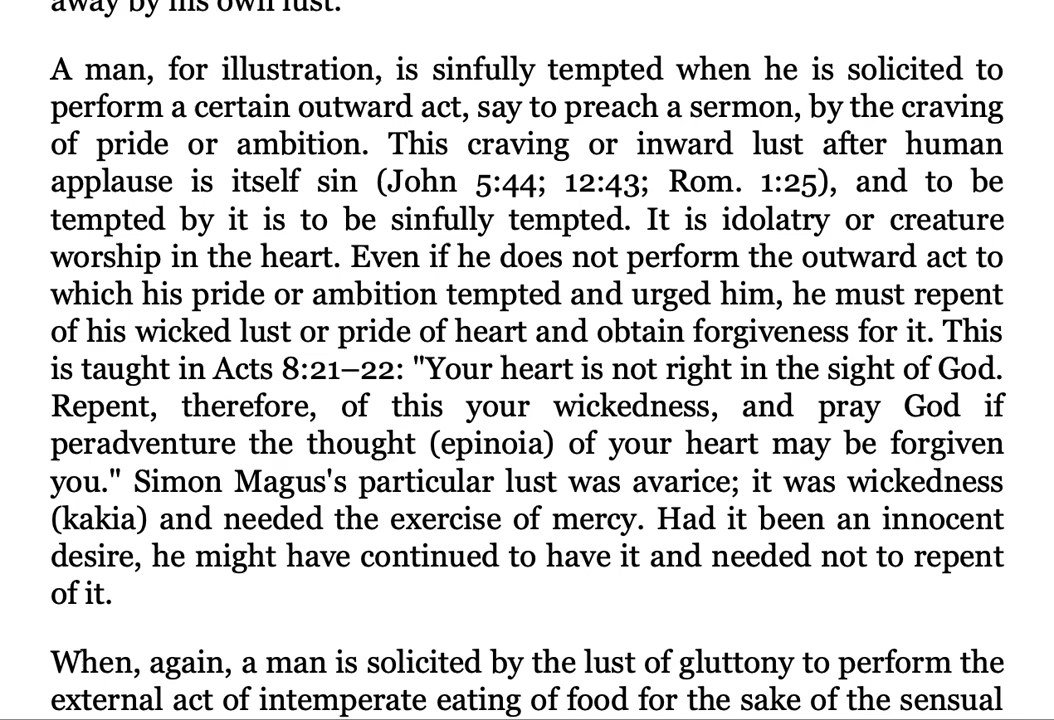 away by his own lust.
A man, for illustration, is sinfully tempted when he is solicited to
perform a certain outward act, say to preach a sermon, by the craving
of pride or ambition. This craving or inward lust after human
applause is itself sin (John 5:44; 12:43; Rom. 1:25), and to be
tempted by it is to be sinfully tempted. It is idolatry or creature
worship in the heart. Even if he does not perform the outward act to
which his pride or ambition tempted and urged him, he must repent
of his wicked lust or pride of heart and obtain forgiveness for it. This
is taught in Acts 8:21–22: "Your heart is not right in the sight of God.
Repent, therefore, of this your wickedness, and pray God if
peradventure the thought (epinoia) of your heart may be forgiven
you." Simon Magus's particular lust was avarice; it was wickedness
(kakia) and needed the exercise of mercy. Had it been an innocent
desire, he might have continued to have it and needed not to repent
of it.
When, again, a man is solicited by the lust of gluttony to perform the
external act of intemperate eating of food for the sake of the sensual